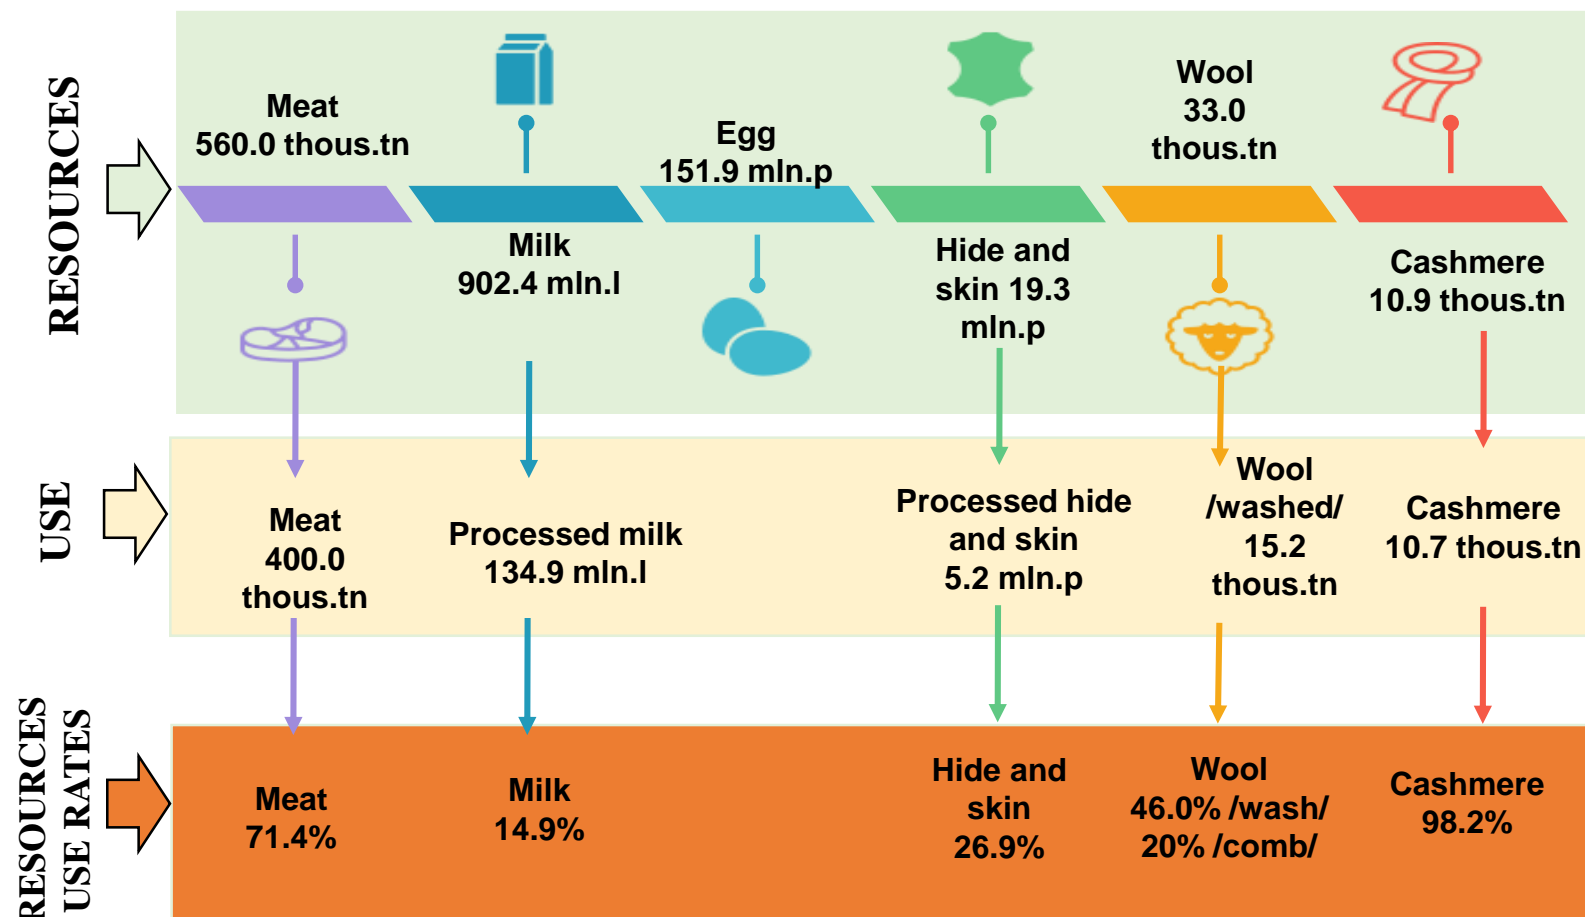 RESOURCES
Meat
560.0 thous.tn
Milk
902.4 mln.l
Egg
151.9 mln.p
Hide and
skin 19.3
mln.p
Wool
33.0
thous.tn
Cashmere
10.9 thous.tn
USE
Meat
400.0
thous.tn
Processed milk
134.9 mln.l
Processed hide
and skin
5.2 mln.p
Wool
/washed/
15.2
thous.tn
Cashmere
10.7 thous.tn
RESOURCES
USE RATES
Meat
71.4%
Milk
14.9%
Hide and
skin
26.9%
Wool
46.0% /wash/
20% /comb/
Cashmere
98.2%